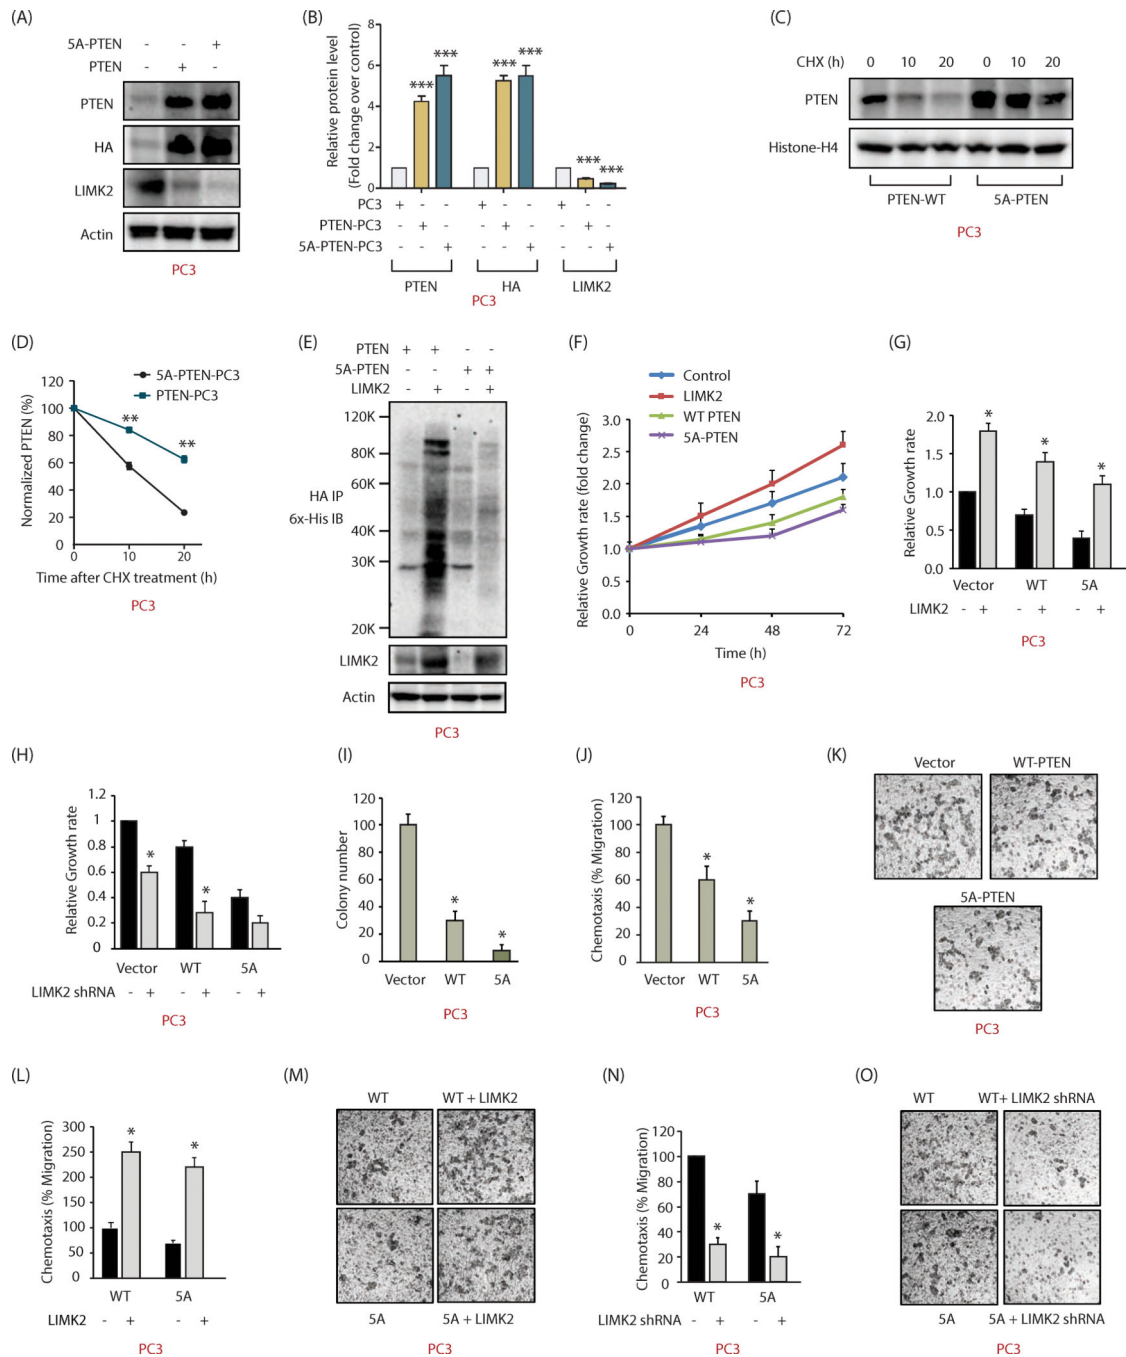 (A)
5A-PTEN - - +
PTEN - + -
PTEN
HA
LIMK2
Actin
PC3
(B)
Relative protein level
(Fold change over control)
8
6
4
2
0
*** *** *** *** *** ***
PC3 + - - + - - + - -
PTEN-PC3 - + - - + - - + -
5A-PTEN-PC3 - - + - - + - - +
PTEN HA LIMK2
PC3
(C)
CHX (h) 0 10 20 0 10 20
PTEN
Histone-H4
PTEN-WT 5A-PTEN
PC3
(D)
Normalized PTEN (%)
120
100
80
60
40
20
0
5A-PTEN-PC3
PTEN-PC3
** **
0 10 20
Time after CHX treatment (h)
PC3
(E)
PTEN + + - -
5A-PTEN - - + +
LIMK2 - + - +
120K
80K
60K
40K
30K
20K
HA IP
6x-His IB
LIMK2
Actin
PC3
(F)
Relative Growth rate (fold change)
Control
LIMK2
WT PTEN
5A-PTEN
3.0
2.5
2.0
1.5
1.0
0.5
0.0
0 24 48 72
Time (h)
PC3
(G)
Relative Growth rate
2.0
1.5
1.0
0.5
0.0
* * *
Vector WT 5A
LIMK2 - + - + - +
PC3
(H)
Relative Growth rate
1.2
1
0.8
0.6
0.4
0.2
0
* *
Vector WT 5A
LIMK2 shRNA - + - + - +
PC3
(I)
Colony number
120
100
80
60
40
20
0
* *
Vector WT 5A
PC3
(J)
Chemotaxis (% Migration)
120
100
80
60
40
20
0
* *
Vector WT 5A
PC3
(K)
Vector WT-PTEN
5A-PTEN
PC3
(L)
Chemotaxis (% Migration)
300
250
200
150
100
50
0
* *
WT 5A
LIMK2 - + - +
PC3
(M)
WT WT + LIMK2
5A 5A + LIMK2
PC3
(N)
Chemotaxis (% Migration)
120
100
80
60
40
20
0
* *
WT 5A
LIMK2 shRNA - + - +
PC3
(O)
WT WT+ LIMK2 shRNA
5A 5A + LIMK2 shRNA
PC3